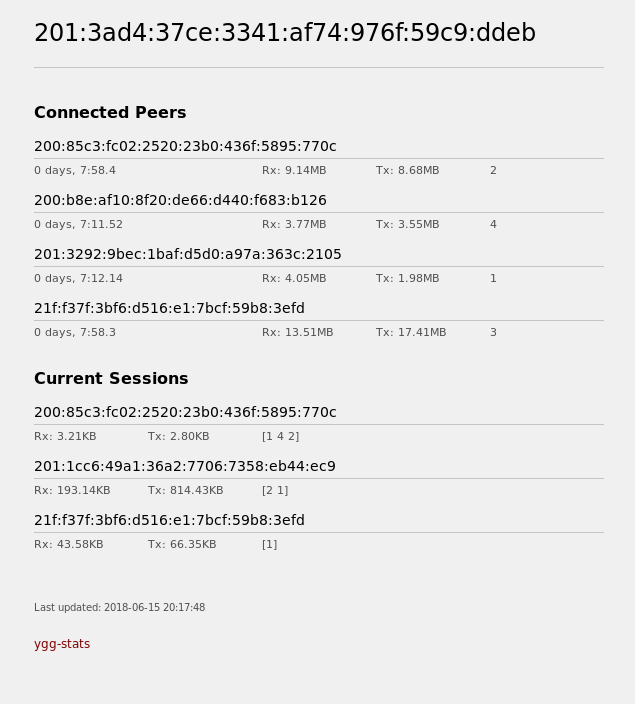 201:3ad4:37ce:3341:af74:976f:59c9:ddeb
Connected Peers
200:85c3:fc02:2520:23b0:436f:5895:770c
0 days, 7:58.4 Rx: 9.14MB Tx: 8.68MB 2
200:b8e:af10:8f20:de66:d440:f683:b126
0 days, 7:11.52 Rx: 3.77MB Tx: 3.55MB 4
201:3292:9bec:1baf:d5d0:a97a:363c:2105
0 days, 7:12.14 Rx: 4.05MB Tx: 1.98MB 1
21f:f37f:3bf6:d516:e1:7bcf:59b8:3efd
0 days, 7:58.3 Rx: 13.51MB Tx: 17.41MB 3
Current Sessions
200:85c3:fc02:2520:23b0:436f:5895:770c
Rx: 3.21KB Tx: 2.80KB [1 4 2]
201:1cc6:49a1:36a2:7706:7358:eb44:ec9
Rx: 193.14KB Tx: 814.43KB [2 1]
21f:f37f:3bf6:d516:e1:7bcf:59b8:3efd
Rx: 43.58KB Tx: 66.35KB [1]
Last updated: 2018-06-15 20:17:48
ygg-stats